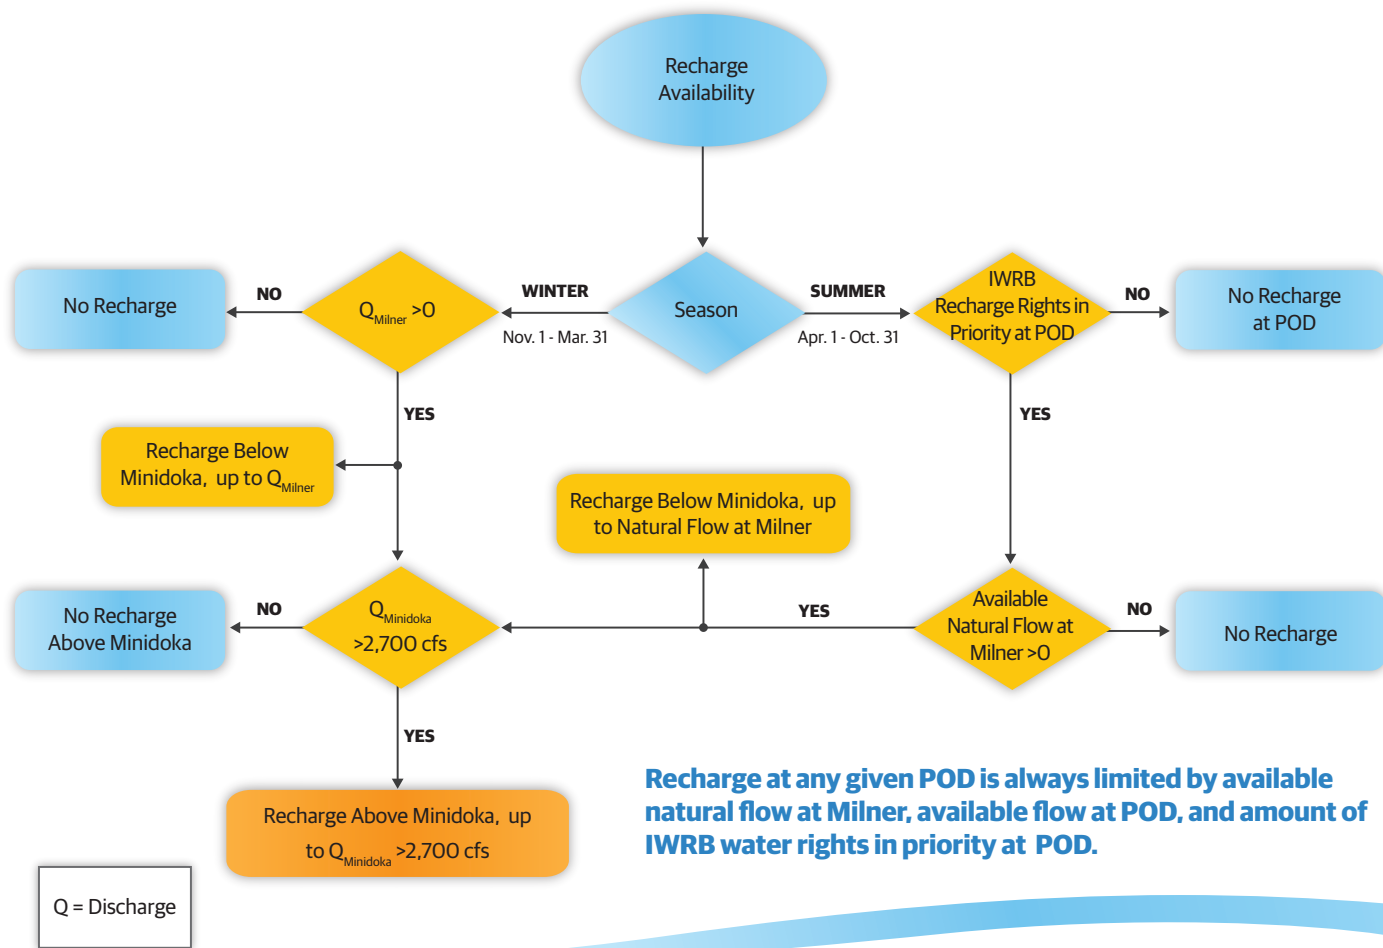 Recharge
Availability
No Recharge
NO
Q Milner >0
WINTER
Nov. 1 - Mar. 31
Season
SUMMER
Apr. 1 - Oct. 31
IWRB
Recharge Rights in
Priority at POD
NO
No Recharge
at POD
YES
YES
Recharge Below
Minidoka, up to Q Milner
Recharge Below Minidoka, up
to Natural Flow at Milner
No Recharge
Above Minidoka
NO
Q Minidoka
>2,700 cfs
YES
Available
Natural Flow at
Milner >0
NO
No Recharge
YES
Recharge Above Minidoka, up
to Q Minidoka >2,700 cfs
Recharge at any given POD is always limited by available
natural flow at Milner, available flow at POD, and amount of
IWRB water rights in priority at POD.
Q = Discharge